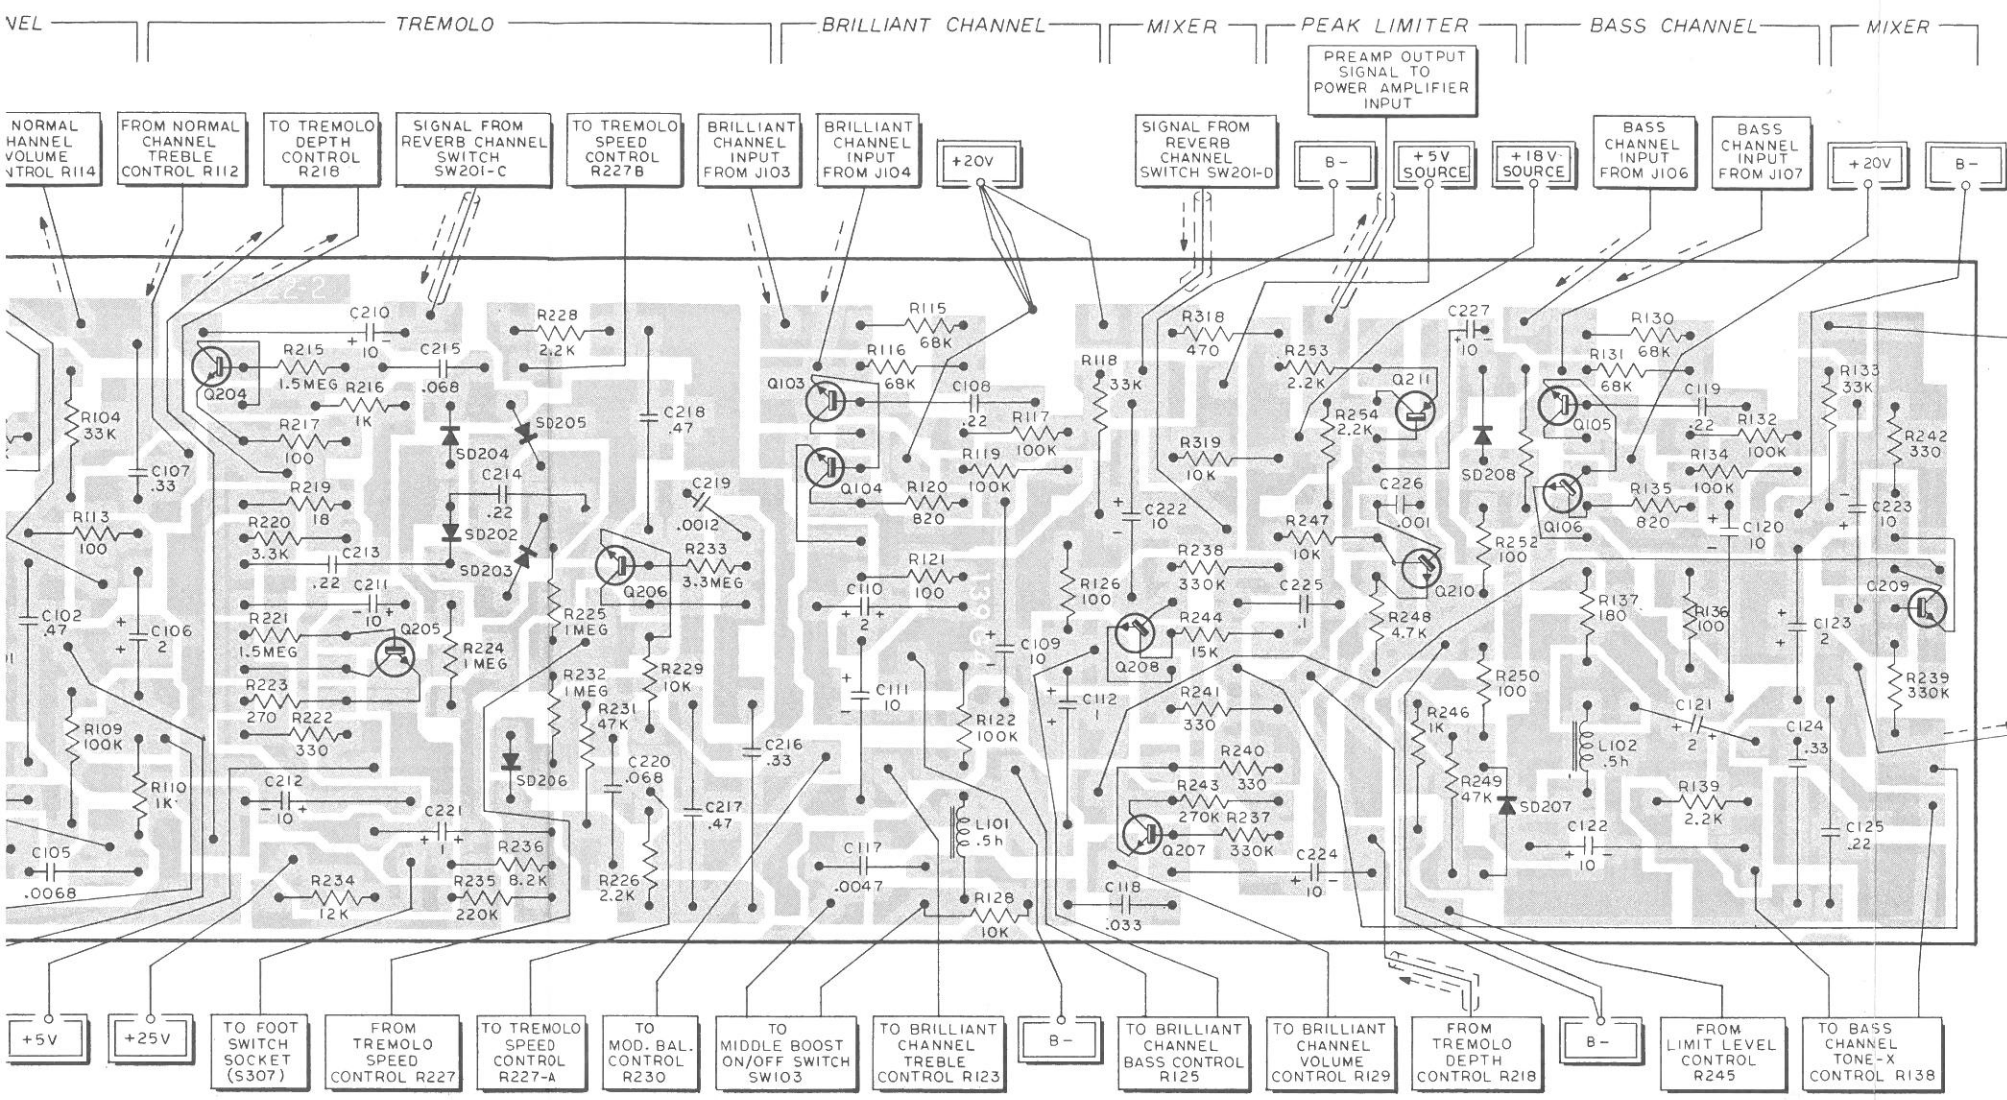 NEL
TREMOLO
BRILLIANT CHANNEL
MIXER
PEAK LIMITER
BASS CHANNEL
MIXER
PREAMP OUTPUT
SIGNAL TO
POWER AMPLIFIER
INPUT
NORMAL
HANNEL
VOLUME
NTROL R114
FROM NORMAL
CHANNEL
TREBLE
CONTROL R112
TO TREMOLO
DEPTH
CONTROL
R218
SIGNAL FROM
REVERB CHANNEL
SWITCH
SW201-C
TO TREMOLO
SPEED
CONTROL
R227B
BRILLIANT
CHANNEL
INPUT
FROM J103
BRILLIANT
CHANNEL
INPUT
FROM J104
+20V
SIGNAL FROM
REVERB
CHANNEL
SWITCH SW201-D
B-
+5V
SOURCE
+18V
SOURCE
BASS
CHANNEL
INPUT
FROM J106
BASS
CHANNEL
INPUT
FROM J107
+20V
B-
C210
+ 10 -
R228
2.2K
R115
68K
R318
470
C227
+ 10 -
R130
68K
R215
1.5MEG
C215
.068
R116
68K
R118
33K
R253
2.2K
Q211
R131
68K
R133
33K
Q204
R216
1K
Q103
C108
.22
R254
2.2K
C119
.22
R104
33K
R217
100
SD204
SD205
C218
.47
R117
100K
R319
10K
SD208
Q105
R132
100K
R242
330
C107
.33
R219
18
C214
.22
C219
.0012
Q104
R119
100K
R120
820
C222
10
C226
.001
R134
100K
R135
820
Q106
C223
10
R113
100
R220
3.3K
SD202
R233
3.3MEG
R247
10K
R252
100
C120
10
C213
.22
SD203
Q206
R121
100
R238
330K
Q210
Q209
C102
.47
C211
10
R225
1MEG
C110
2
R126
100
C225
.1
R248
4.7K
R137
180
R136
100
C123
2
C106
2
R221
1.5MEG
Q205
R224
1MEG
R244
15K
Q208
C109
10
R229
10K
R232
1MEG
R223
270
R222
330
R231
47K
C111
10
C112
1
R241
330
R250
100
R239
330K
R109
100K
R122
100K
R246
1K
C121
2
C124
.33
L102
.5h
C216
.33
R240
330
SD206
C220
.068
R110
1K
C212
- 10 +
C217
.47
R243
270K
R249
47K
SD207
R139
2.2K
C221
1
L101
.5h
R237
330K
Q207
C122
+ 10 -
C125
.22
C105
.0068
R236
8.2K
C117
.0047
C224
+ 10 -
R234
12K
R235
220K
R226
2.2K
R128
10K
C118
.033
+5V
+25V
TO FOOT
SWITCH
SOCKET
(S307)
FROM
TREMOLO
SPEED
CONTROL R227
TO TREMOLO
SPEED
CONTROL
R227-A
TO
MOD. BAL.
CONTROL
R230
TO
MIDDLE BOOST
ON/OFF SWITCH
SW103
TO BRILLIANT
CHANNEL
TREBLE
CONTROL R123
B-
TO BRILLIANT
CHANNEL
BASS CONTROL
R125
TO BRILLIANT
CHANNEL
VOLUME
CONTROL R129
FROM
TREMOLO
DEPTH
CONTROL R218
B-
FROM
LIMIT LEVEL
CONTROL
R245
TO BASS
CHANNEL
TONE-X
CONTROL R138